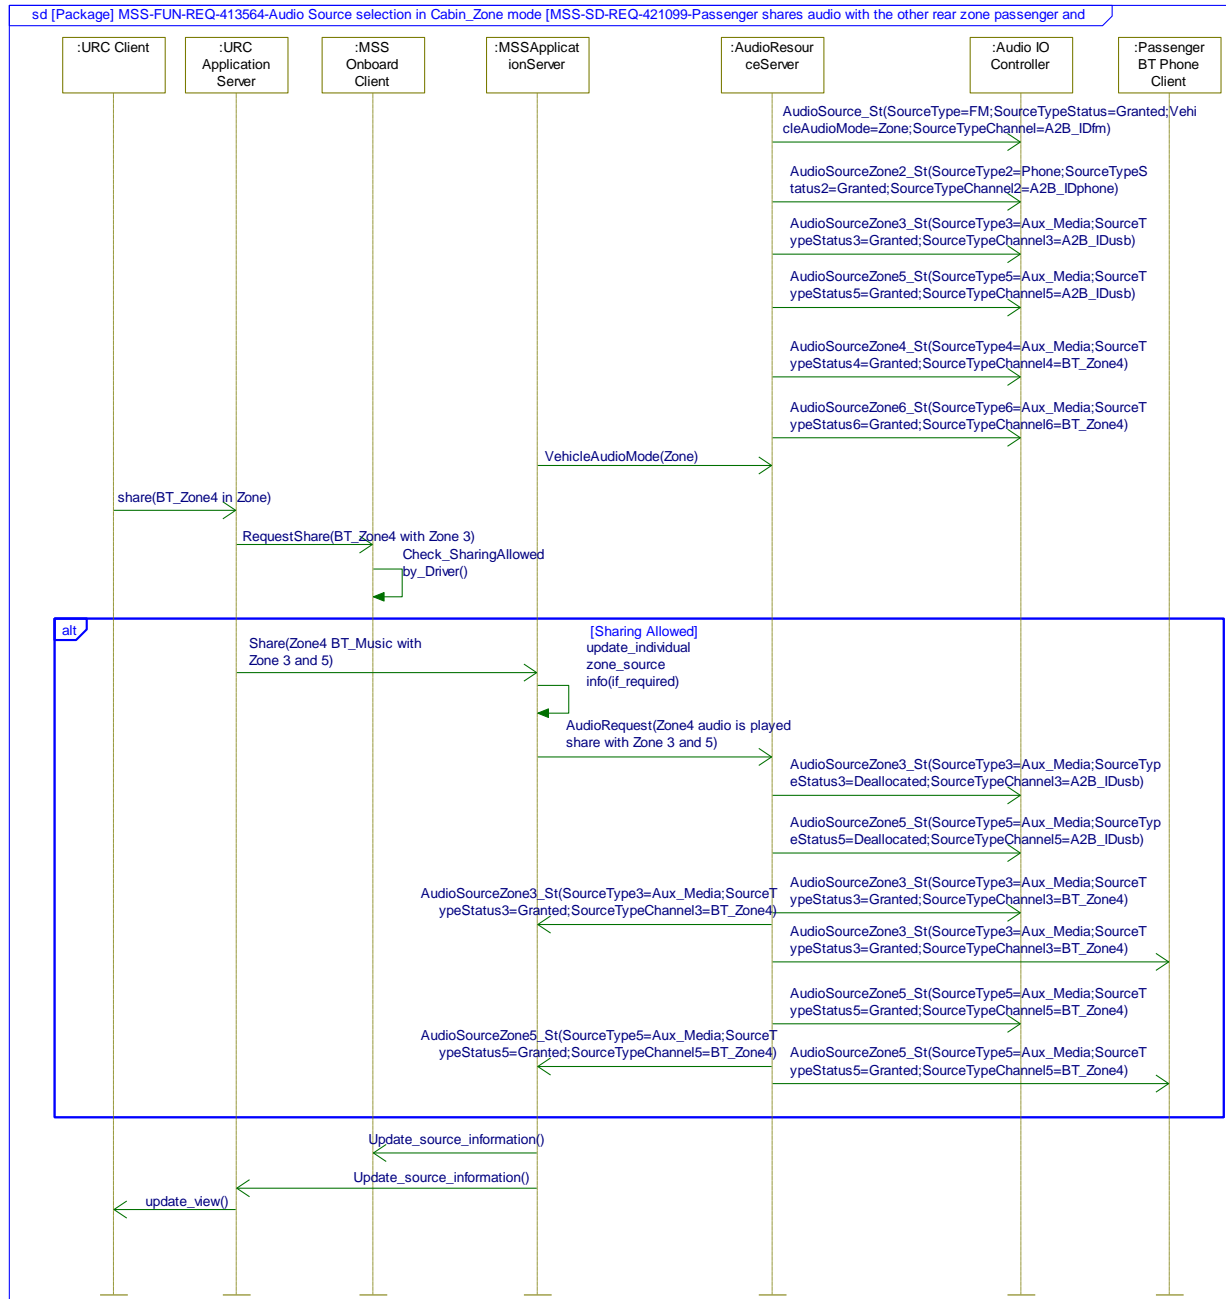 sd [Package] MSS-FUN-REQ-413564-Audio Source selection in Cabin_Zone mode [MSS-SD-REQ-421099-Passenger shares audio with the other rear zone passenger and
:URC Client
:URC
Application
Server
:MSS
Onboard
Client
:MSSApplicat
ionServer
:AudioResour
ceServer
:Audio IO
Controller
:Passenger
BT Phone
Client
AudioSource_St(SourceType=FM;SourceTypeStatus=Granted;Vehi
cleAudioMode=Zone;SourceTypeChannel=A2B_IDfm)
AudioSourceZone2_St(SourceType2=Phone;SourceTypeS
tatus2=Granted;SourceTypeChannel2=A2B_IDphone)
AudioSourceZone3_St(SourceType3=Aux_Media;SourceT
ypeStatus3=Granted;SourceTypeChannel3=A2B_IDusb)
AudioSourceZone5_St(SourceType5=Aux_Media;SourceT
ypeStatus5=Granted;SourceTypeChannel5=A2B_IDusb)
AudioSourceZone4_St(SourceType4=Aux_Media;SourceT
ypeStatus4=Granted;SourceTypeChannel4=BT_Zone4)
AudioSourceZone6_St(SourceType6=Aux_Media;SourceT
ypeStatus6=Granted;SourceTypeChannel6=BT_Zone4)
VehicleAudioMode(Zone)
share(BT_Zone4 in Zone)
RequestShare(BT_Zone4 with Zone 3)
Check_SharingAllowed
by_Driver()
alt
[Sharing Allowed]
Share(Zone4 BT_Music with
Zone 3 and 5)
update_individual
zone_source
info(if_required)
AudioRequest(Zone4 audio is played
share with Zone 3 and 5)
AudioSourceZone3_St(SourceType3=Aux_Media;SourceTyp
eStatus3=Deallocated;SourceTypeChannel3=A2B_IDusb)
AudioSourceZone5_St(SourceType5=Aux_Media;SourceTyp
eStatus5=Deallocated;SourceTypeChannel5=A2B_IDusb)
AudioSourceZone3_St(SourceType3=Aux_Media;SourceT
ypeStatus3=Granted;SourceTypeChannel3=BT_Zone4)
AudioSourceZone3_St(SourceType3=Aux_Media;SourceT
ypeStatus3=Granted;SourceTypeChannel3=BT_Zone4)
AudioSourceZone3_St(SourceType3=Aux_Media;SourceT
ypeStatus3=Granted;SourceTypeChannel3=BT_Zone4)
AudioSourceZone5_St(SourceType5=Aux_Media;SourceT
ypeStatus5=Granted;SourceTypeChannel5=BT_Zone4)
AudioSourceZone5_St(SourceType5=Aux_Media;SourceT
ypeStatus5=Granted;SourceTypeChannel5=BT_Zone4)
AudioSourceZone5_St(SourceType5=Aux_Media;SourceT
ypeStatus5=Granted;SourceTypeChannel5=BT_Zone4)
Update_source_information()
Update_source_information()
update_view()